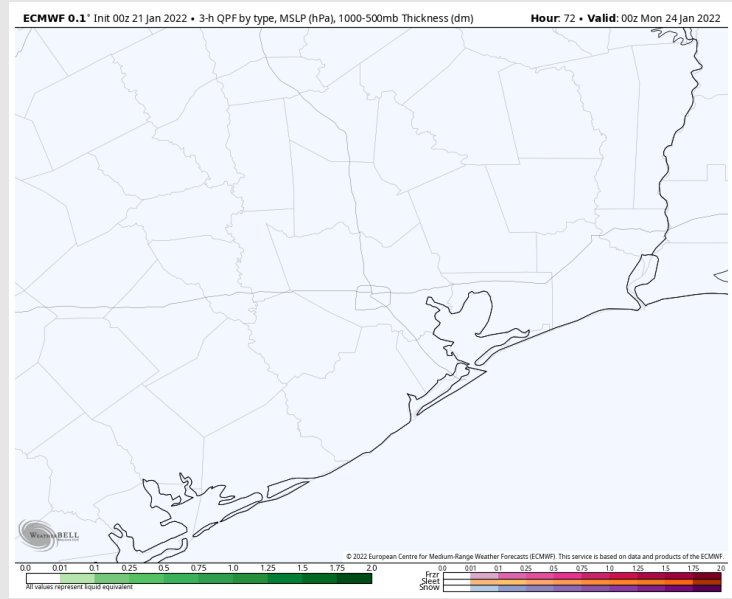 ECMWF 0.1° Init 00z 21 Jan 2022 • 3-h QPF by type, MSLP (hPa), 1000-500mb Thickness (dm) Hour: 72 • Valid: 00z Mon 24 Jan 2022
WeatherBELL
© 2022 European Centre for Medium-Range Weather Forecasts (ECMWF). This service is based on data and products of the ECMWF.
0.0 0.01 0.1 0.25 0.5 0.75 1.0 1.25 1.5 1.75 2.0
All values represent liquid equivalent
0.0 0.01 0.1 0.25 0.5 0.75 1.0 1.25 1.5 1.75 2.0
Frzr
Sleet
Snow